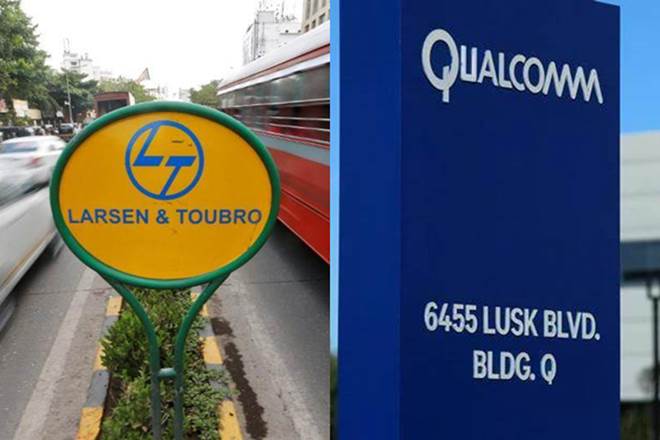 LT
LARSEN & TOUBRO
QUALCOMM
6455 LUSK BLVD.
BLDG. Q